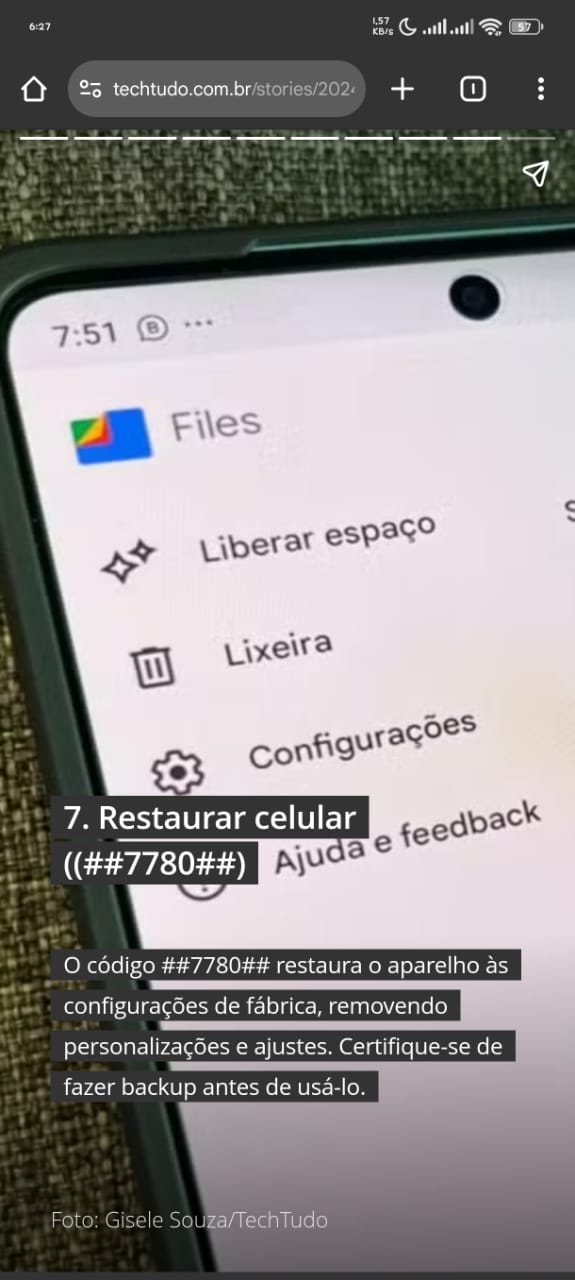 6:27
1,57
KB/s
57
techtudo.com.br/stories/202
7:51 B ...
Files
Liberar espaço
Lixeira
Configurações
Ajuda e feedback
7. Restaurar celular
((##7780##)
O código ##7780## restaura o aparelho às
configurações de fábrica, removendo
personalizações e ajustes. Certifique-se de
fazer backup antes de usá-lo.
Foto: Gisele Souza/TechTudo